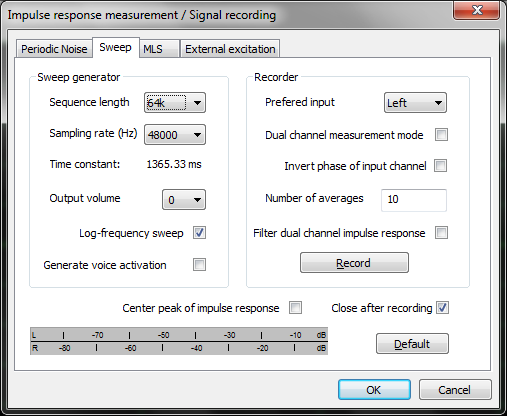 Impulse response measurement / Signal recording
Periodic Noise Sweep MLS External excitation
Sweep generator
Sequence length 64k
Sampling rate (Hz) 48000
Time constant: 1365.33 ms
Output volume 0
Log-frequency sweep
Generate voice activation
Recorder
Prefered input Left
Dual channel measurement mode
Invert phase of input channel
Number of averages 10
Filter dual channel impulse response
Record
Center peak of impulse response Close after recording
L -70 -50 -30 -10 dB
R -80 -60 -40 -20 dB
Default
OK Cancel